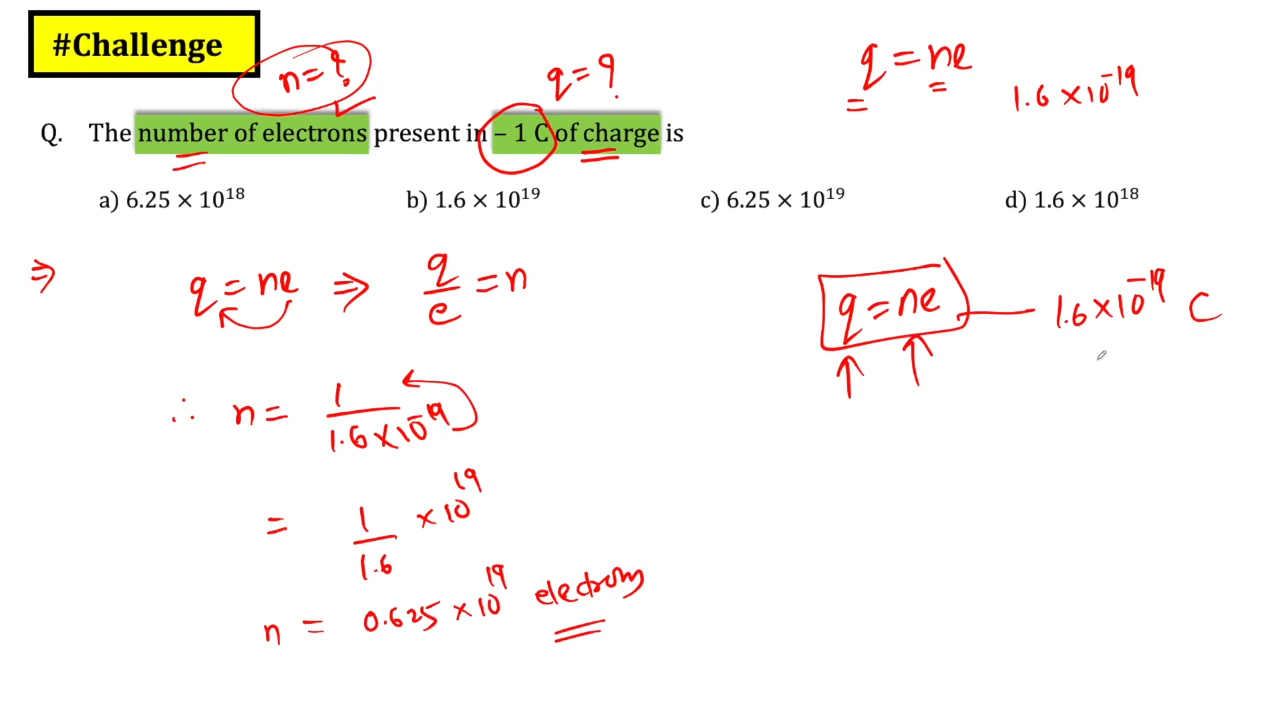 #Challenge
n = ?
q = ?
q = ne
1.6 × 10⁻¹⁹
Q. The number of electrons present in – 1 C of charge is
a) 6.25 × 10¹⁸ b) 1.6 × 10¹⁹ c) 6.25 × 10¹⁹ d) 1.6 × 10¹⁸
⇒ q = ne ⇒ q/e = n
q = ne — 1.6 × 10⁻¹⁹ C
∴ n = 1/(1.6 × 10⁻¹⁹)
= 1/1.6 × 10¹⁹
n = 0.625 × 10¹⁹ electrons